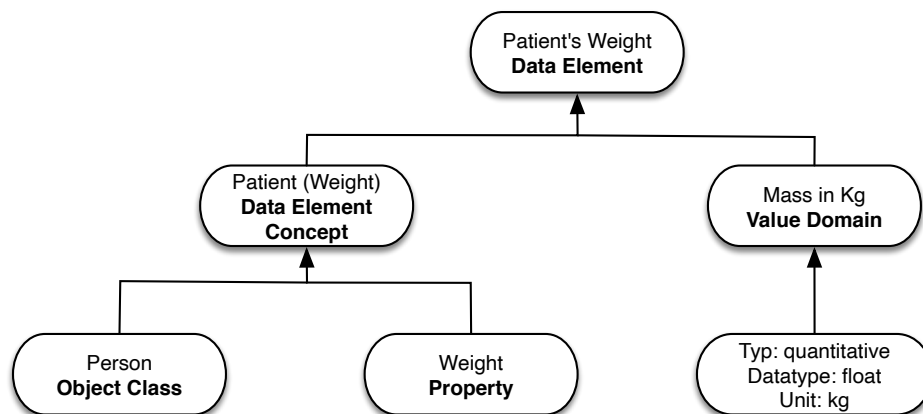 Patient's Weight
Data Element
Patient (Weight)
Data Element
Concept
Mass in Kg
Value Domain
Person
Object Class
Weight
Property
Typ: quantitative
Datatype: float
Unit: kg